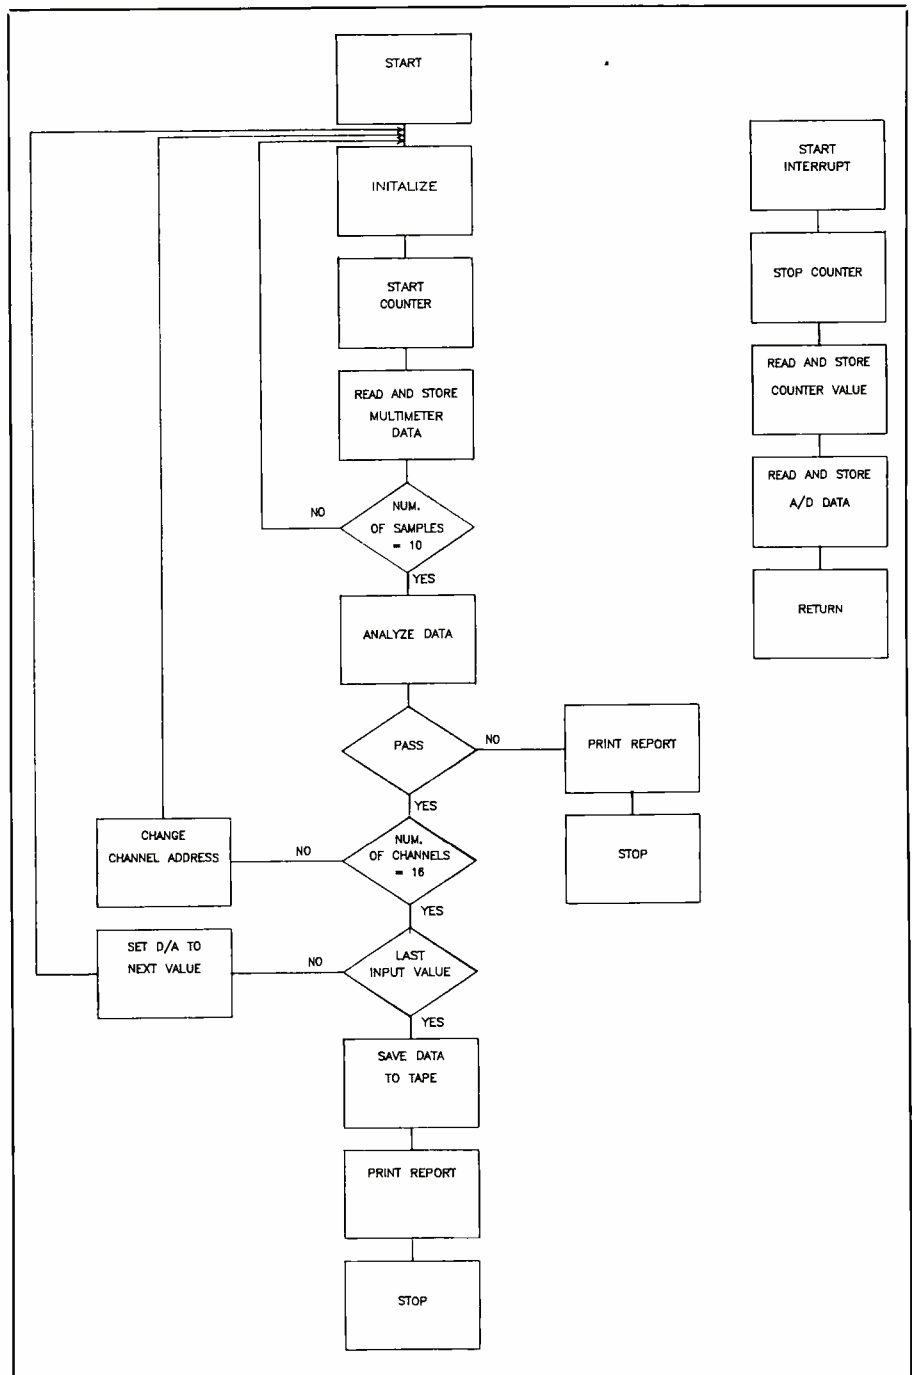 START
INITALIZE
START
COUNTER
READ AND STORE
MULTIMETER
DATA
NUM.
OF SAMPLES
= 10
NO
YES
ANALYZE DATA
PASS
NO
PRINT REPORT
STOP
YES
NUM.
OF CHANNELS
= 16
NO
CHANGE
CHANNEL ADDRESS
YES
LAST
INPUT VALUE
NO
SET D/A TO
NEXT VALUE
YES
SAVE DATA
TO TAPE
PRINT REPORT
STOP
START
INTERRUPT
STOP COUNTER
READ AND STORE
COUNTER VALUE
READ AND STORE
A/D DATA
RETURN